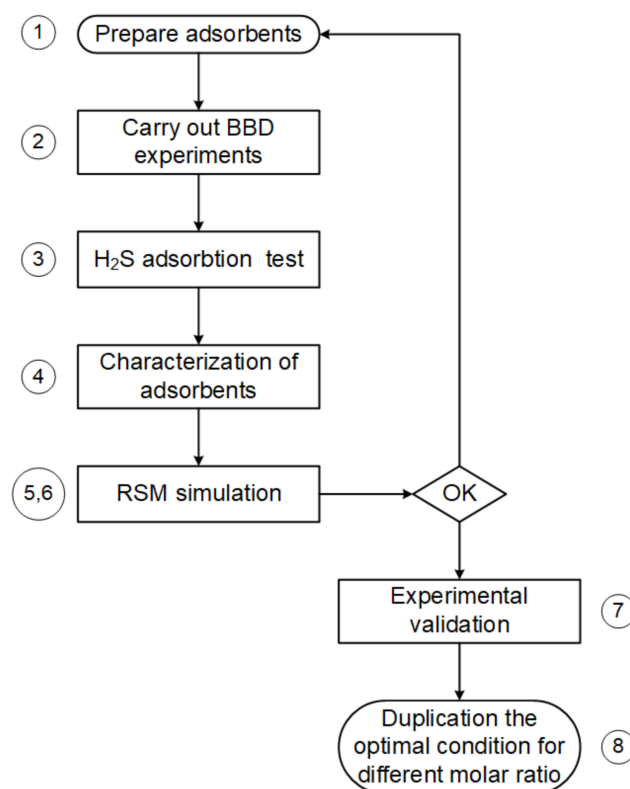 1
Prepare adsorbents
2
Carry out BBD
experiments
3
H₂S adsorbtion test
4
Characterization of
adsorbents
5,6
RSM simulation
OK
Experimental
validation
7
Duplication the
optimal condition for
different molar ratio
8